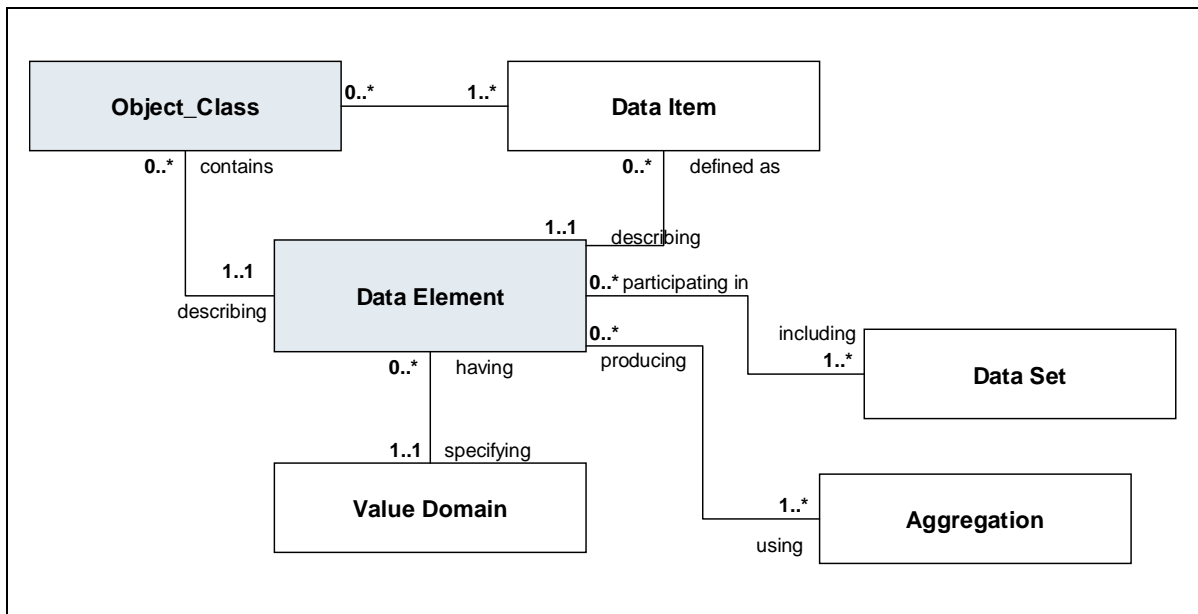 0..* 1..*
Object_Class
Data Item
0..* contains
0..* defined as
1..1
describing
1..1
describing
Data Element
0..* participating in
0..*
producing
including
1..*
Data Set
0..* having
1..1 specifying
Value Domain
1..*
using
Aggregation